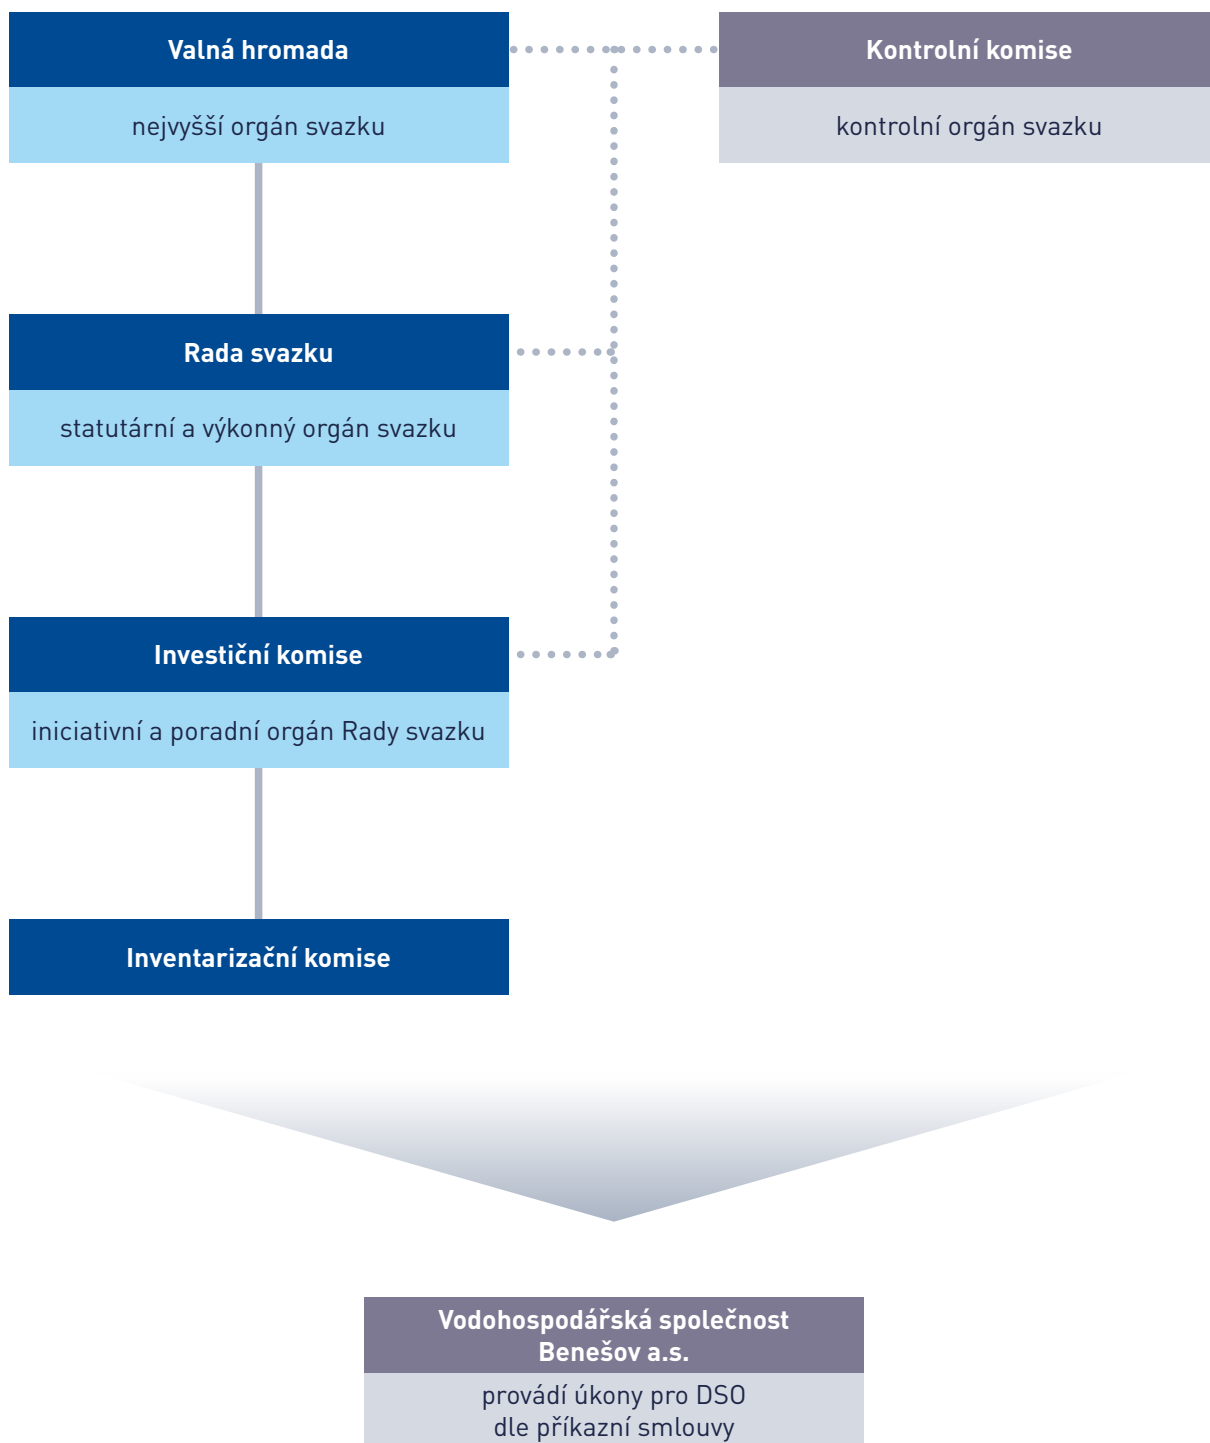 Valná hromada
nejvyšší orgán svazku
Kontrolní komise
kontrolní orgán svazku
Rada svazku
statutární a výkonný orgán svazku
Investiční komise
iniciativní a poradní orgán Rady svazku
Inventarizační komise
Vodohospodářská společnost
Benešov a.s.
provádí úkony pro DSO
dle příkazní smlouvy